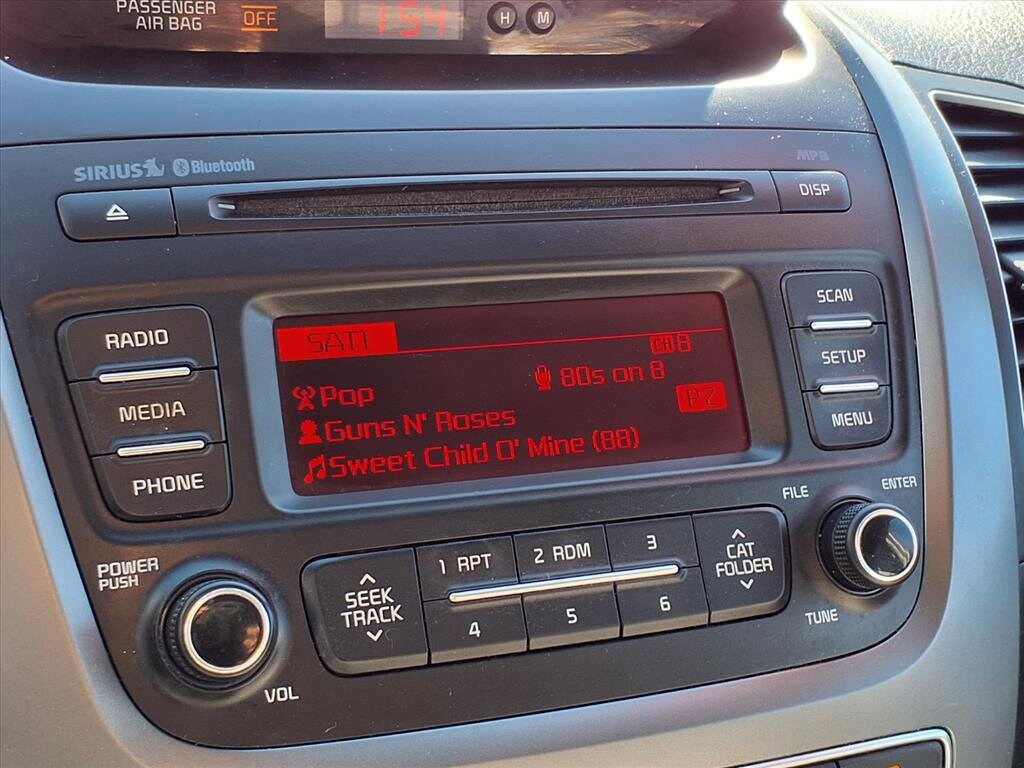 PASSENGER
AIR BAG OFF
1:54
H M
SIRIUS Bluetooth
MP3
DISP
SAT1
CH 8
Pop
80s on 8
Guns N' Roses
P7
Sweet Child O' Mine (88)
RADIO
MEDIA
PHONE
SCAN
SETUP
MENU
POWER
PUSH
VOL
SEEK
TRACK
1 RPT
2 RDM
3
4
5
6
CAT
FOLDER
FILE
ENTER
TUNE